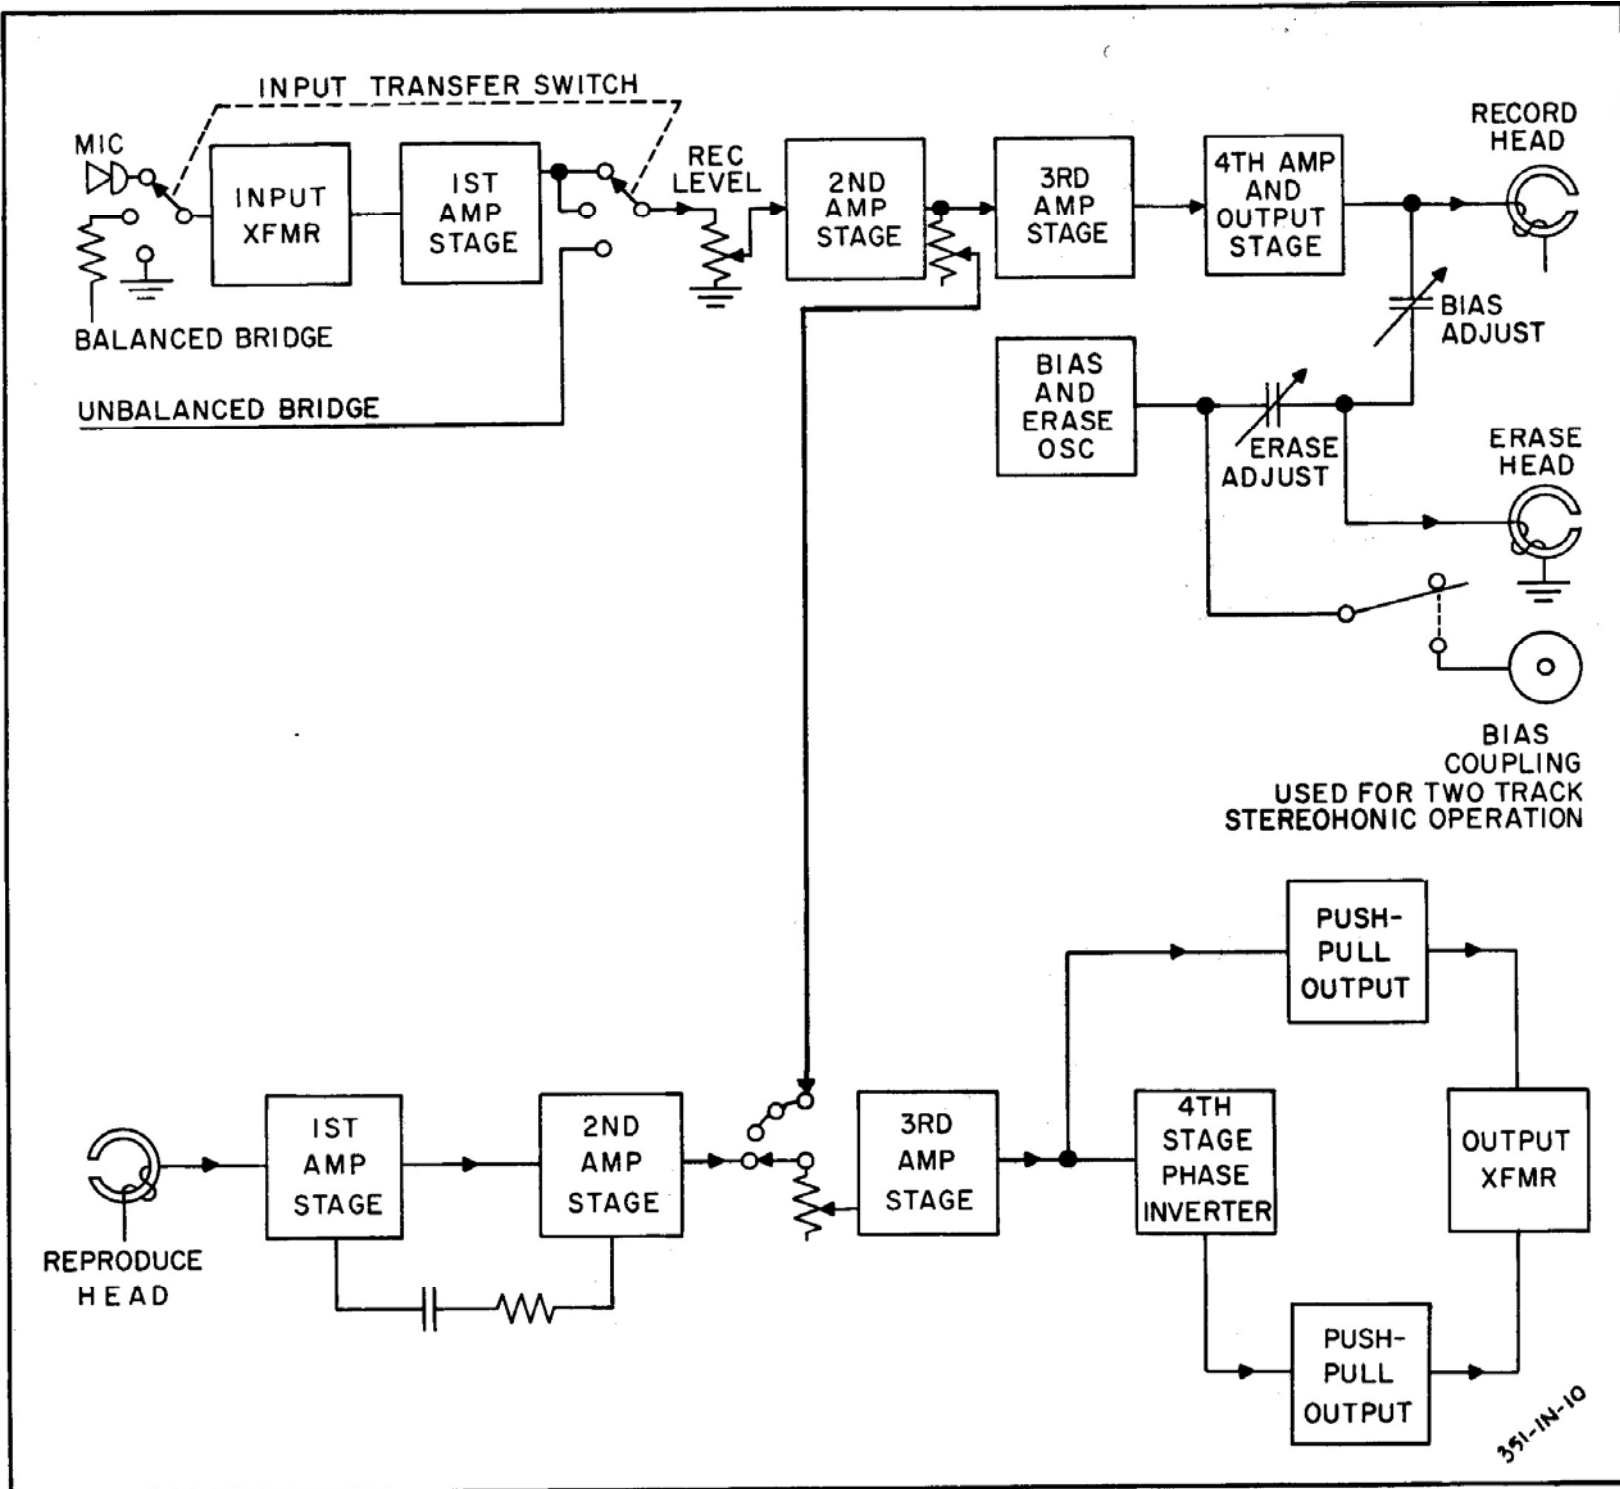 INPUT TRANSFER SWITCH
MIC
INPUT
XFMR
1ST
AMP
STAGE
REC
LEVEL
2ND
AMP
STAGE
3RD
AMP
STAGE
4TH AMP
AND
OUTPUT
STAGE
RECORD
HEAD
BALANCED BRIDGE
UNBALANCED BRIDGE
BIAS
ADJUST
BIAS
AND
ERASE
OSC
ERASE
ADJUST
ERASE
HEAD
BIAS
COUPLING
USED FOR TWO TRACK
STEREOHONIC OPERATION
PUSH-
PULL
OUTPUT
REPRODUCE
HEAD
1ST
AMP
STAGE
2ND
AMP
STAGE
3RD
AMP
STAGE
4TH
STAGE
PHASE
INVERTER
OUTPUT
XFMR
PUSH-
PULL
OUTPUT
351-IN-10